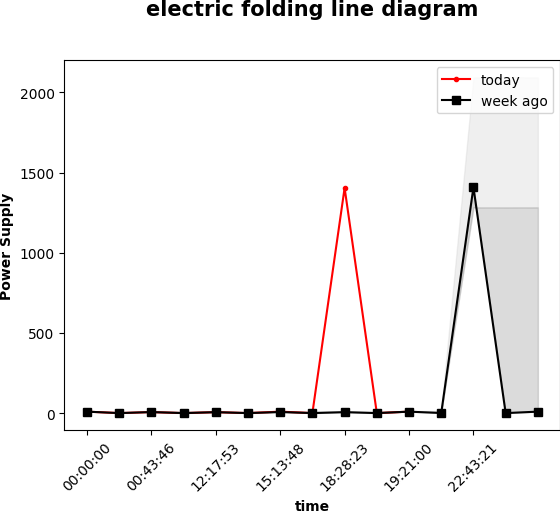 electric folding line diagram
today
week ago
Power Supply
2000
1500
1000
500
0
00:00:00
00:43:46
12:17:53
15:13:48
18:28:23
19:21:00
22:43:21
time